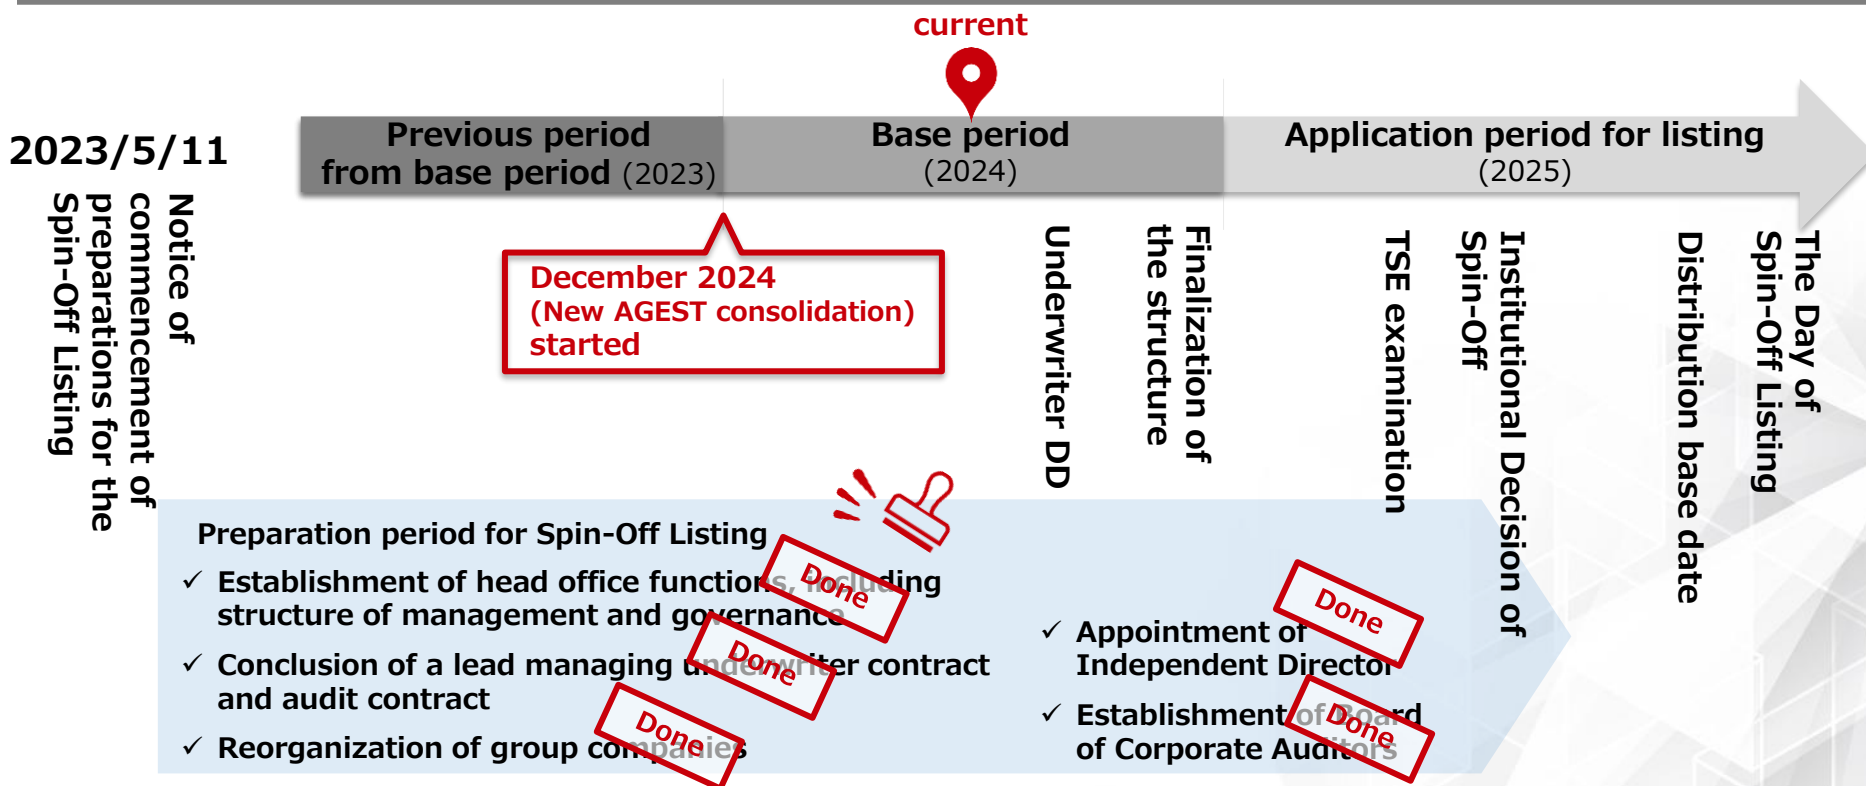 current
2023/5/11
Notice of
commencement of
preparations for the
Spin-Off Listing
Previous period
from base period (2023)
Base period
(2024)
Application period for listing
(2025)
December 2024
(New AGEST consolidation)
started
Underwriter DD
Finalization of
the structure
TSE examination
Institutional Decision of
Spin-Off
Distribution base date
The Day of
Spin-Off Listing
Preparation period for Spin-Off Listing
✓ Establishment of head office functions, including
structure of management and governance
Done
✓ Conclusion of a lead managing underwriter contract
and audit contract
Done
✓ Reorganization of group companies
Done
✓ Appointment of
Independent Director
Done
✓ Establishment of Board
of Corporate Auditors
Done